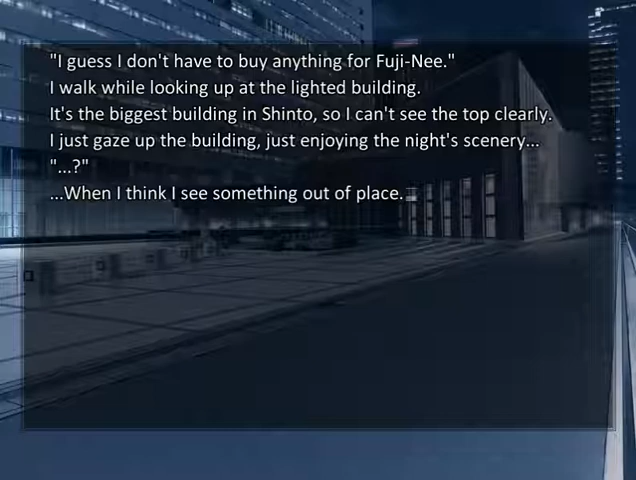 "I guess I don't have to buy anything for Fuji-Nee."
I walk while looking up at the lighted building.
It's the biggest building in Shinto, so I can't see the top clearly.
I just gaze up the building, just enjoying the night's scenery...
"...?"
...When I think I see something out of place.